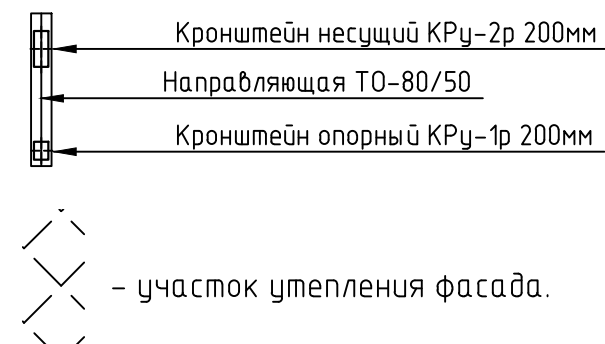 Кронштейн несущий КРу-2р 200мм
Направляющая ТО-80/50
Кронштейн опорный КРу-1р 200мм
- участок утепления фасада.